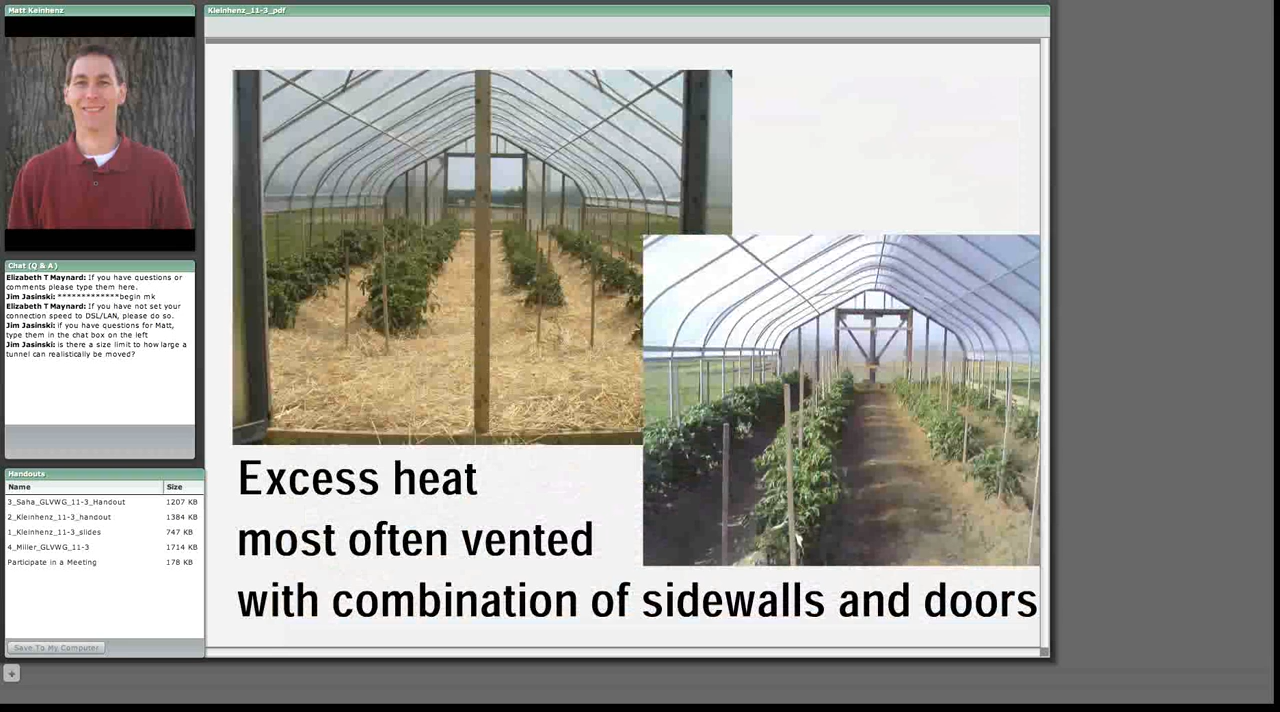 Matt Keinhenz
Kleinhenz_11-3_pdf
Chat (Q & A)
Elizabeth T Maynard: If you have questions or
comments please type them here.
Jim Jasinski: *************begin mk
Elizabeth T Maynard: If you have not set your
connection speed to DSL/LAN, please do so.
Jim Jasinski: if you have questions for Matt,
type them in the chat box on the left
Jim Jasinski: is there a size limit to how large a
tunnel can realistically be moved?
Handouts
Name Size
3_Saha_GLVWG_11-3_Handout 1207 KB
2_Kleinhenz_11-3_handout 1384 KB
1_Kleinhenz_11-3_slides 747 KB
4_Miller_GLVWG_11-3 1714 KB
Participate in a Meeting 178 KB
Save To My Computer
Excess heat
most often vented
with combination of sidewalls and doors